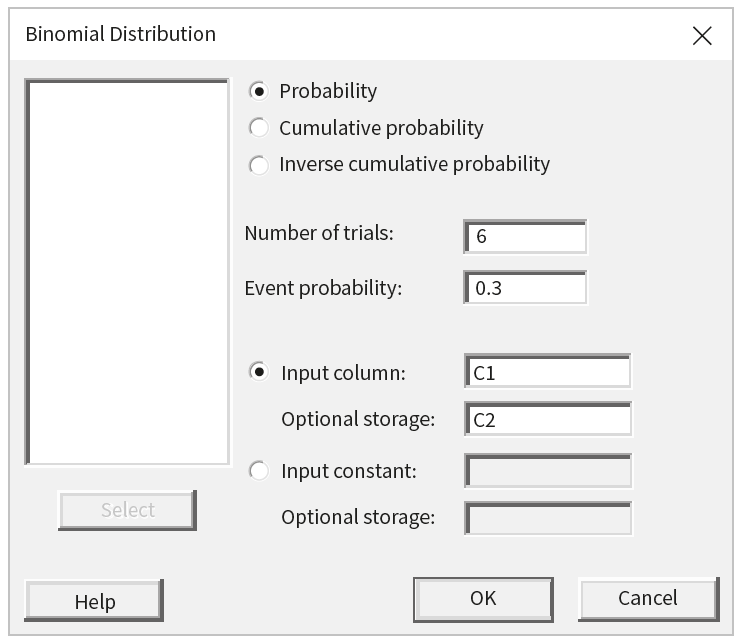 Binomial Distribution
Probability
Cumulative probability
Inverse cumulative probability
Number of trials: 6
Event probability: 0.3
Input column: C1
Optional storage: C2
Input constant:
Optional storage:
Select
Help OK Cancel